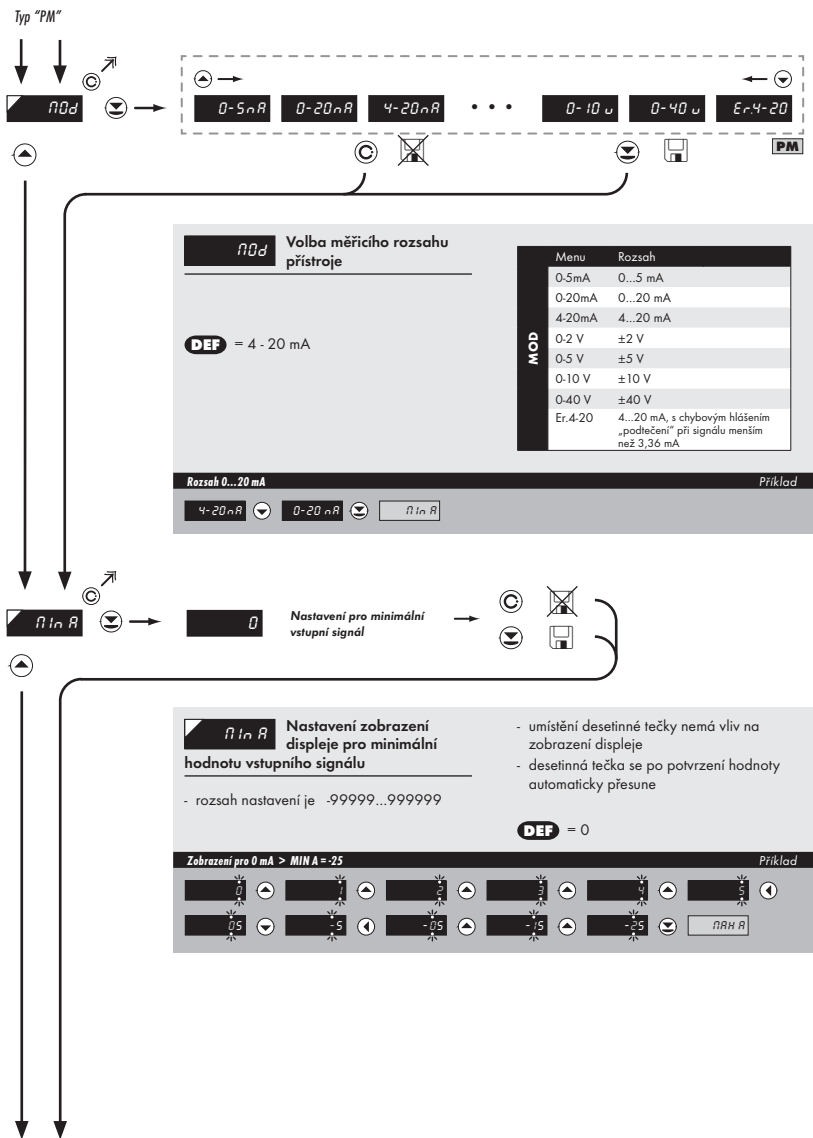 Typ "PM"
MOd
0-5mA 0-20mA 4-20mA • • • 0-10 u 0-40 u Er.4-20
PM
MOd Volba měřicího rozsahu
přístroje
DEF = 4 - 20 mA
MOD
Menu Rozsah
0-5mA 0...5 mA
0-20mA 0...20 mA
4-20mA 4...20 mA
0-2 V ±2 V
0-5 V ±5 V
0-10 V ±10 V
0-40 V ±40 V
Er.4-20 4...20 mA, s chybovým hlášením
„podtečení" při signálu menším
než 3,36 mA
Rozsah 0...20 mA Příklad
4-20mA 0-20 mA MIn A
MIn A 0 Nastavení pro minimální
vstupní signál
MIn A Nastavení zobrazení
displeje pro minimální
hodnotu vstupního signálu
- rozsah nastavení je -99999...999999
- umístění desetinné tečky nemá vliv na
zobrazení displeje
- desetinná tečka se po potvrzení hodnoty
automaticky přesune
DEF = 0
Zobrazení pro 0 mA > MIN A = -25 Příklad
0 1 2 3 4 5
05 -5 -05 -15 -25 MAX A